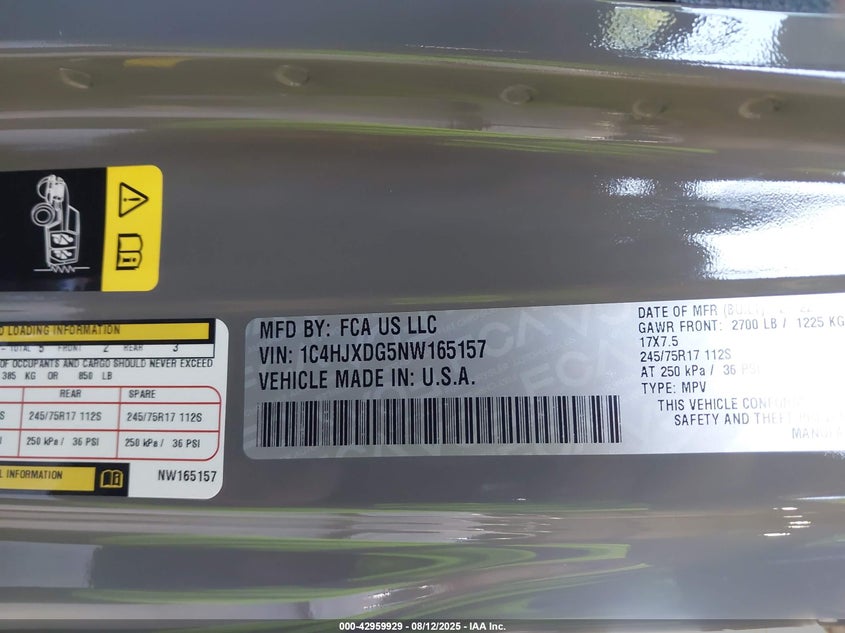 D LOADING INFORMATION
TOTAL 5 FRONT 2 REAR 3
OF OCCUPANTS AND CARGO SHOULD NEVER EXCEED
385 KG OR 850 LB
REAR SPARE
S 245/75R17 112S 245/75R17 112S
250 kPa / 36 PSI 250 kPa / 36 PSI
L INFORMATION
NW165157
MFD BY: FCA US LLC
VIN: 1C4HJXDG5NW165157
VEHICLE MADE IN: U.S.A.
DATE OF MFR
GAWR FRONT: 2700 LB / 1225 KG
17X7.5
245/75R17 112S
AT 250 kPa / 36 PSI
TYPE: MPV
THIS VEHICLE CONFO
SAFETY AND THEFT
MANUFA
000-42959929 - 08/12/2025 - IAA Inc.